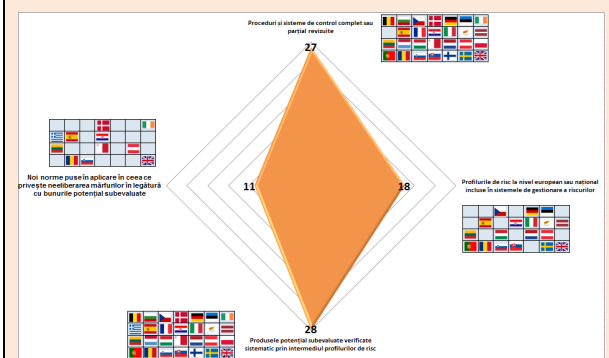 Proceduri și sisteme de control complet sau
parțial revizuite
27
Noi norme puse în aplicare în ceea ce
privește neeliberarea mărfurilor în legătură
cu bunurile potențial subevaluate
11
18
Profilurile de risc la nivel european sau național
incluse în sistemele de gestionare a riscurilor
28
Produsele potențial subevaluate verificate
sistematic prin intermediul profilurilor de risc